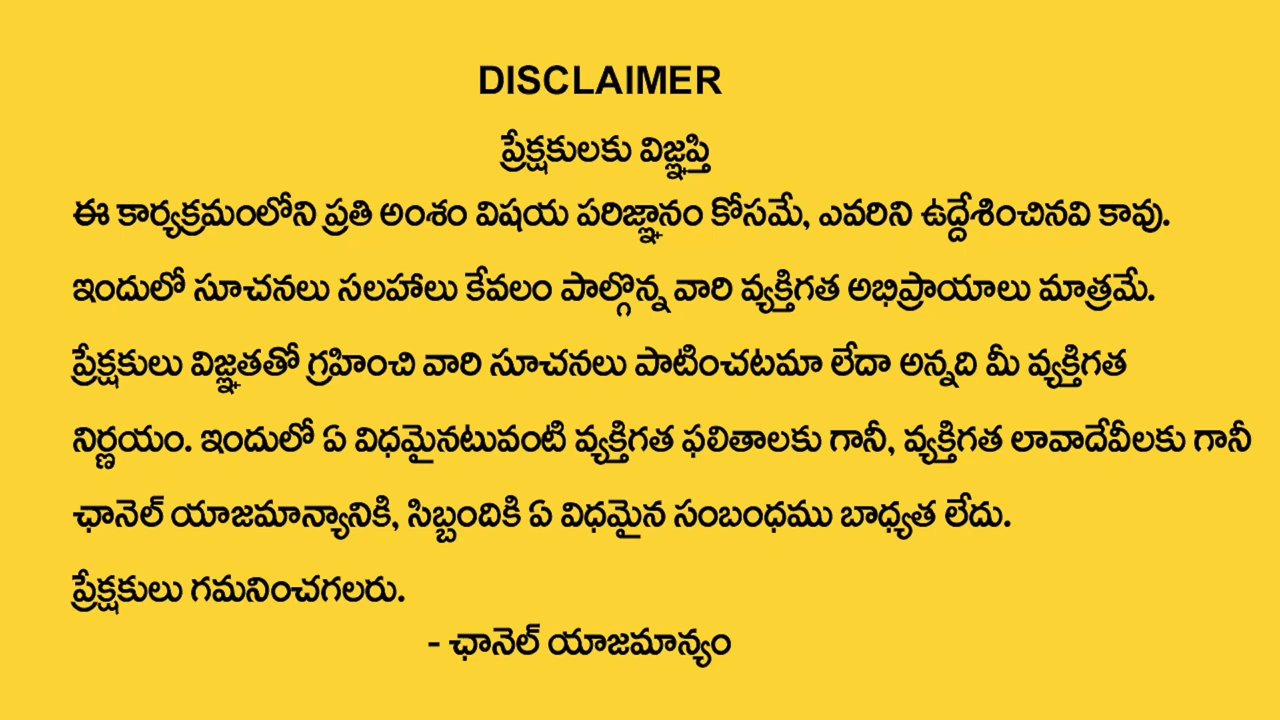 DISCLAIMER
ప్రేక్షకులకు విజ్ఞప్తి
ఈ కార్యక్రమంలోని ప్రతి అంశం విషయ పరిజ్ఞానం కోసమే, ఎవరిని ఉద్దేశించినవి కావు.
ఇందులో సూచనలు సలహాలు కేవలం పాల్గొన్న వారి వ్యక్తిగత అభిప్రాయాలు మాత్రమే.
ప్రేక్షకులు విజ్ఞతతో గ్రహించి వారి సూచనలు పాటించటమా లేదా అన్నది మీ వ్యక్తిగత
నిర్ణయం. ఇందులో ఏ విధమైనటువంటి వ్యక్తిగత ఫలితాలకు గానీ, వ్యక్తిగత లావాదేవీలకు గానీ
ఛానెల్ యాజమాన్యానికి, సిబ్బందికి ఏ విధమైన సంబంధము బాధ్యత లేదు.
ప్రేక్షకులు గమనించగలరు.
- ఛానెల్ యాజమాన్యం